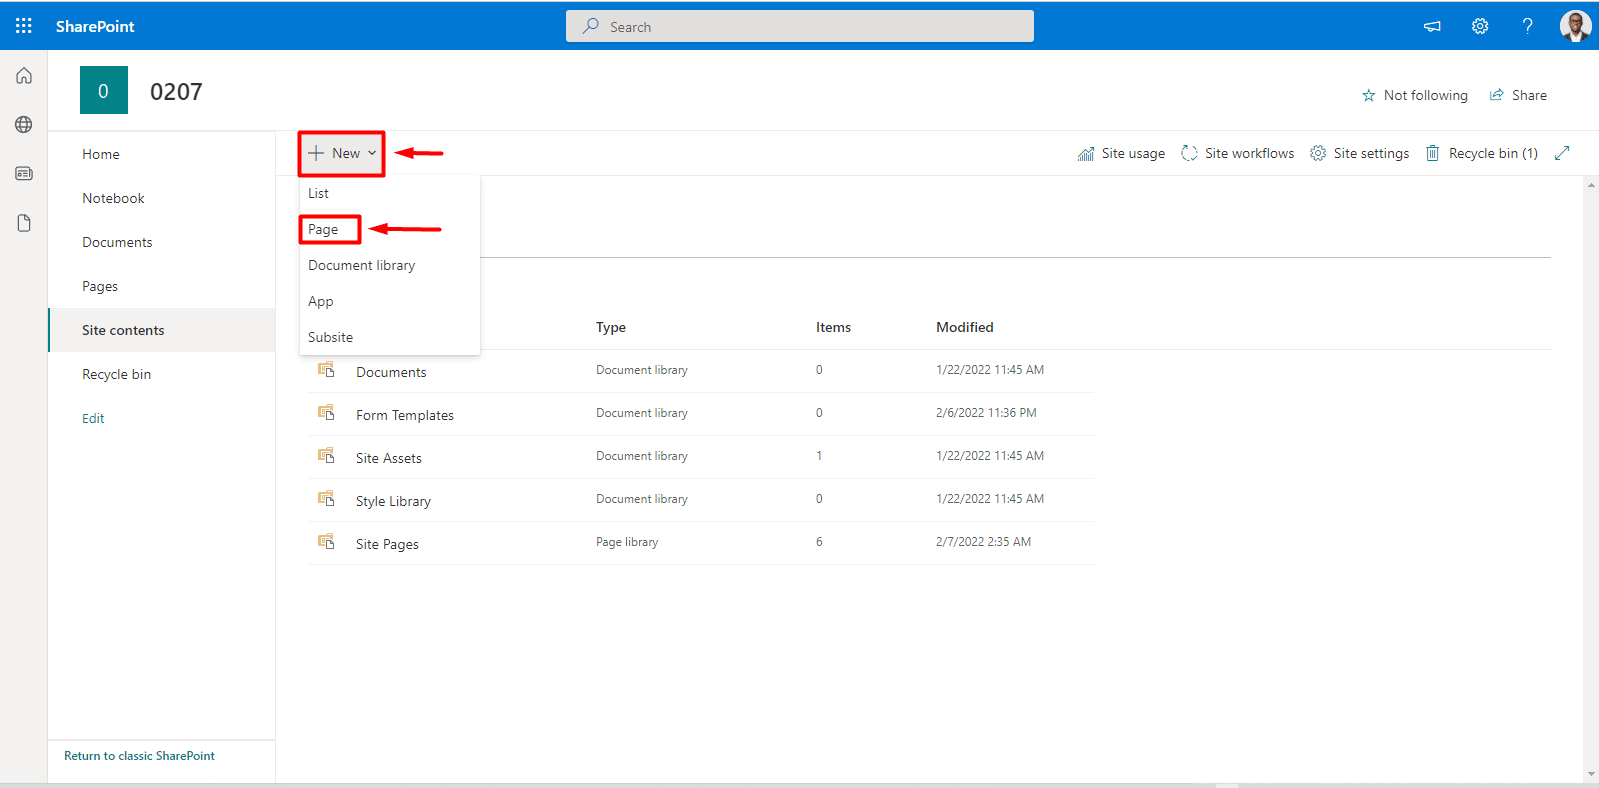 SharePoint
Search
0
0207
Not following
Share
Home
Notebook
Documents
Pages
Site contents
Recycle bin
Edit
Return to classic SharePoint
New
Site usage
Site workflows
Site settings
Recycle bin (1)
List
Page
Document library
App
Subsite
Type Items Modified
Documents Document library 0 1/22/2022 11:45 AM
Form Templates Document library 0 2/6/2022 11:36 PM
Site Assets Document library 1 1/22/2022 11:45 AM
Style Library Document library 0 1/22/2022 11:45 AM
Site Pages Page library 6 2/7/2022 2:35 AM